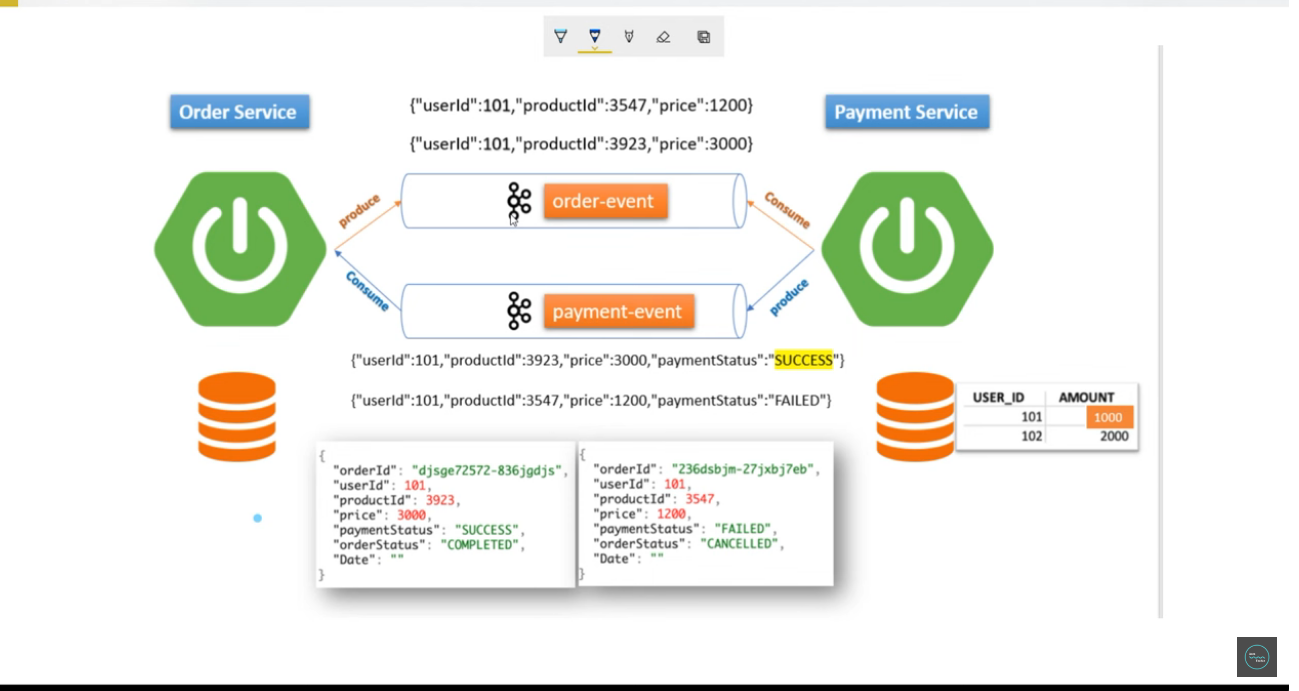 Order Service
{"userId":101,"productId":3547,"price":1200}
Payment Service
{"userId":101,"productId":3923,"price":3000}
produce
order-event
Consume
Consume
payment-event
produce
{"userId":101,"productId":3923,"price":3000,"paymentStatus":"SUCCESS"}
{"userId":101,"productId":3547,"price":1200,"paymentStatus":"FAILED"}
USER_ID AMOUNT
101 1000
102 2000
{
"orderId": "djsge72572-836jgdjs",
"userId": 101,
"productId": 3923,
"price": 3000,
"paymentStatus": "SUCCESS",
"orderStatus": "COMPLETED",
"Date": ""
}
{
"orderId": "236dsbjm-27jxbj7eb",
"userId": 101,
"productId": 3547,
"price": 1200,
"paymentStatus": "FAILED",
"orderStatus": "CANCELLED",
"Date": ""
}